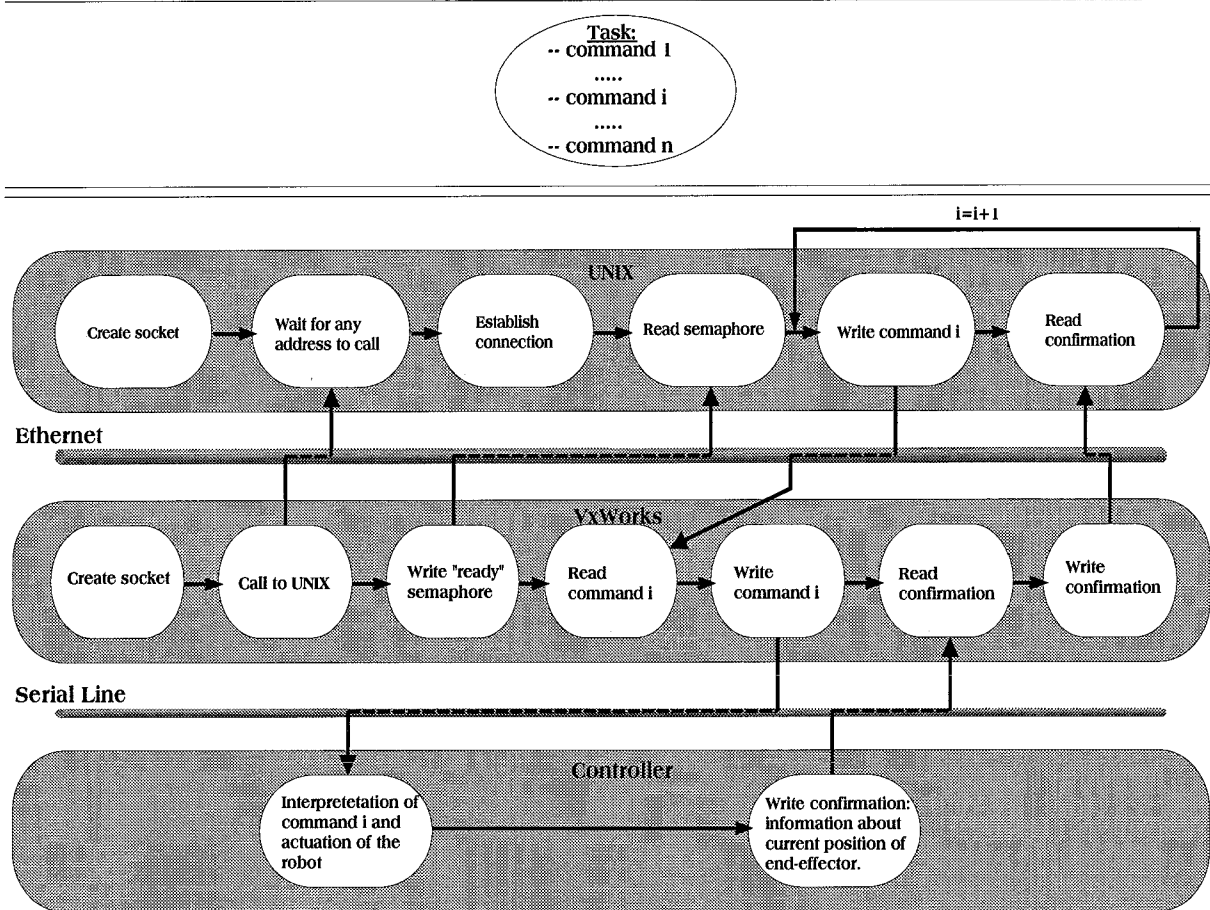 Task:
-- command 1
.....
-- command i
.....
-- command n
i=i+1
UNIX
Create socket
Wait for any
address to call
Establish
connection
Read semaphore
Write command i
Read
confirmation
Ethernet
VxWorks
Create socket
Call to UNIX
Write "ready"
semaphore
Read
command i
Write
command i
Read
confirmation
Write
confirmation
Serial Line
Controller
Interpretetation of
command i and
actuation of the
robot
Write confirmation:
information about
current position of
end-effector.